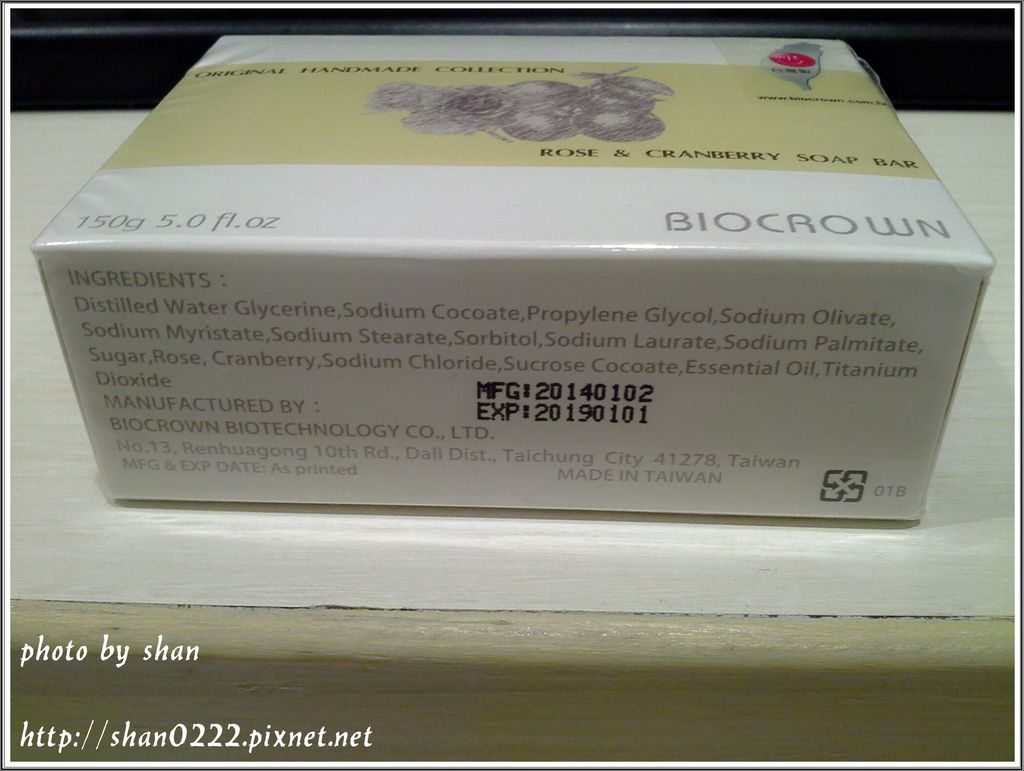 ORIGINAL HANDMADE COLLECTION
台灣製
www.biocrown.com.tw
ROSE & CRANBERRY SOAP BAR
150g 5.0 fl.oz
BIOCROWN
INGREDIENTS :
Distilled Water Glycerine,Sodium Cocoate,Propylene Glycol,Sodium Olivate,
Sodium Myristate,Sodium Stearate,Sorbitol,Sodium Laurate,Sodium Palmitate,
Sugar,Rose, Cranberry,Sodium Chloride,Sucrose Cocoate,Essential Oil,Titanium
Dioxide
MFG:20140102
EXP:20190101
MANUFACTURED BY :
BIOCROWN BIOTECHNOLOGY CO., LTD.
No.13, Renhuagong 10th Rd., Dali Dist., Taichung City 41278, Taiwan
MFG & EXP DATE: As printed
MADE IN TAIWAN
01B
photo by shan
http://shan0222.pixnet.net